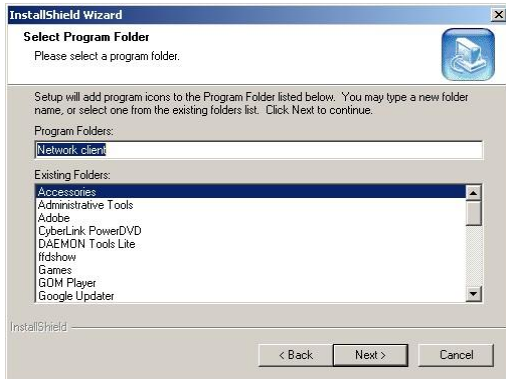 InstallShield Wizard
Select Program Folder
Please select a program folder.
Setup will add program icons to the Program Folder listed below. You may type a new folder
name, or select one from the existing folders list. Click Next to continue.
Program Folders:
Network client
Existing Folders:
Accessories
Administrative Tools
Adobe
CyberLink PowerDVD
DAEMON Tools Lite
ffdshow
Games
GOM Player
Google Updater
InstallShield
< Back
Next >
Cancel